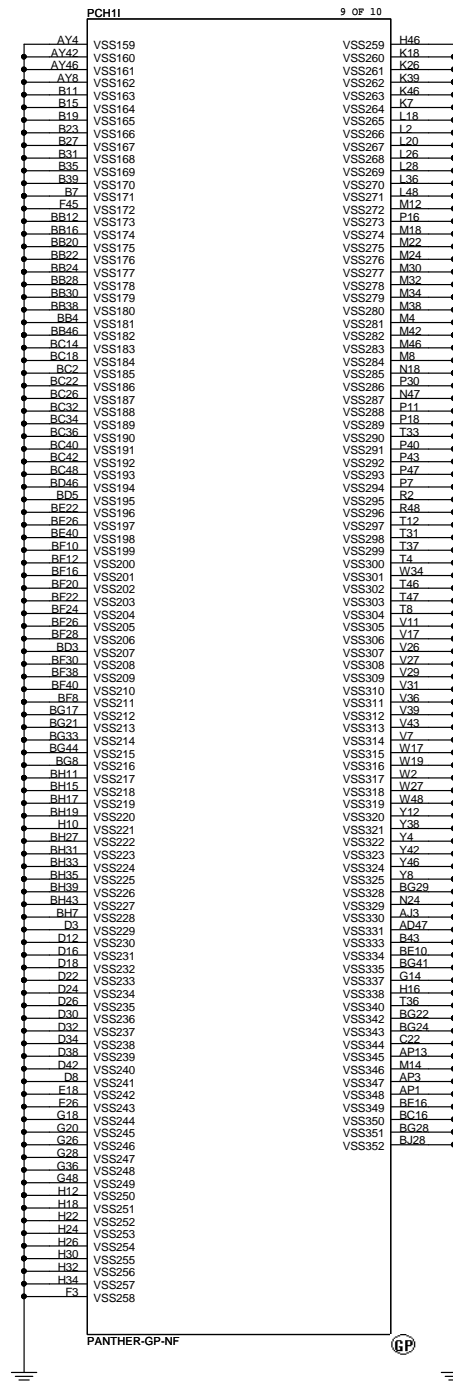 PCH1I 9 OF 10
AY4 VSS159
AY42 VSS160
AY46 VSS161
AY8 VSS162
B11 VSS163
B15 VSS164
B19 VSS165
B23 VSS166
B27 VSS167
B31 VSS168
B35 VSS169
B39 VSS170
B7 VSS171
F45 VSS172
BB12 VSS173
BB16 VSS174
BB20 VSS175
BB22 VSS176
BB24 VSS177
BB28 VSS178
BB30 VSS179
BB38 VSS180
BB4 VSS181
BB46 VSS182
BC14 VSS183
BC18 VSS184
BC2 VSS185
BC22 VSS186
BC26 VSS187
BC32 VSS188
BC34 VSS189
BC36 VSS190
BC40 VSS191
BC42 VSS192
BC48 VSS193
BD46 VSS194
BD5 VSS195
BE22 VSS196
BE26 VSS197
BE40 VSS198
BF10 VSS199
BF12 VSS200
BF16 VSS201
BF20 VSS202
BF22 VSS203
BF24 VSS204
BF26 VSS205
BF28 VSS206
BD3 VSS207
BF30 VSS208
BF38 VSS209
BF40 VSS210
BF8 VSS211
BG17 VSS212
BG21 VSS213
BG33 VSS214
BG44 VSS215
BG8 VSS216
BH11 VSS217
BH15 VSS218
BH17 VSS219
BH19 VSS220
H10 VSS221
BH27 VSS222
BH31 VSS223
BH33 VSS224
BH35 VSS225
BH39 VSS226
BH43 VSS227
BH7 VSS228
D3 VSS229
D12 VSS230
D16 VSS231
D18 VSS232
D22 VSS233
D24 VSS234
D26 VSS235
D30 VSS236
D32 VSS237
D34 VSS238
D38 VSS239
D42 VSS240
D8 VSS241
E18 VSS242
E26 VSS243
G18 VSS244
G20 VSS245
G26 VSS246
G28 VSS247
G36 VSS248
G48 VSS249
H12 VSS250
H18 VSS251
H22 VSS252
H24 VSS253
H26 VSS254
H30 VSS255
H32 VSS256
H34 VSS257
F3 VSS258
VSS259 H46
VSS260 K18
VSS261 K26
VSS262 K39
VSS263 K46
VSS264 K7
VSS265 L18
VSS266 L2
VSS267 L20
VSS268 L26
VSS269 L28
VSS270 L36
VSS271 L48
VSS272 M12
VSS273 P16
VSS274 M18
VSS275 M22
VSS276 M24
VSS277 M30
VSS278 M32
VSS279 M34
VSS280 M38
VSS281 M4
VSS282 M42
VSS283 M46
VSS284 M8
VSS285 N18
VSS286 P30
VSS287 N47
VSS288 P11
VSS289 P18
VSS290 T33
VSS291 P40
VSS292 P43
VSS293 P47
VSS294 P7
VSS295 R2
VSS296 R48
VSS297 T12
VSS298 T31
VSS299 T37
VSS300 T4
VSS301 W34
VSS302 T46
VSS303 T47
VSS304 T8
VSS305 V11
VSS306 V17
VSS307 V26
VSS308 V27
VSS309 V29
VSS310 V31
VSS311 V36
VSS312 V39
VSS313 V43
VSS314 V7
VSS315 W17
VSS316 W19
VSS317 W2
VSS318 W27
VSS319 W48
VSS320 Y12
VSS321 Y38
VSS322 Y4
VSS323 Y42
VSS324 Y46
VSS325 Y8
VSS328 BG29
VSS329 N24
VSS330 AJ3
VSS331 AD47
VSS333 B43
VSS334 BE10
VSS335 BG41
VSS337 G14
VSS338 H16
VSS340 T36
VSS342 BG22
VSS343 BG24
VSS344 C22
VSS345 AP13
VSS346 M14
VSS347 AP3
VSS348 AP1
VSS349 BE16
VSS350 BC16
VSS351 BG28
VSS352 BJ28
PANTHER-GP-NF
GP